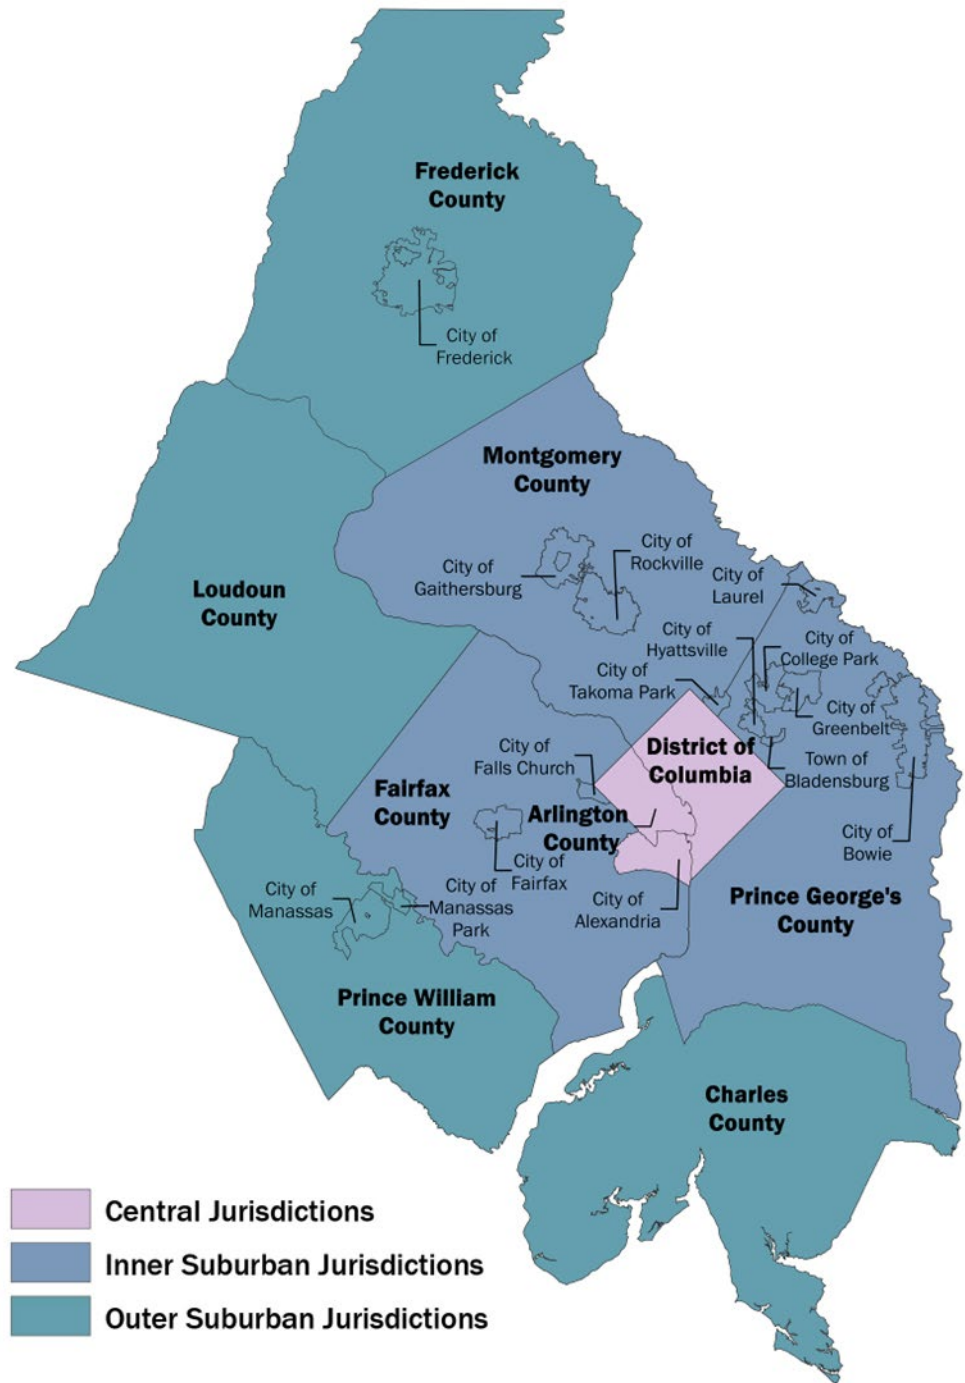 Frederick
County
City of
Frederick
Montgomery
County
City of
Rockville
City of
Gaithersburg
City of
Laurel
Loudoun
County
City of
Hyattsville
City of
College Park
City of
Takoma Park
City of
Greenbelt
District of
Columbia
City of
Falls Church
Town of
Bladensburg
Fairfax
County
Arlington
County
City of
Bowie
City of
Fairfax
City of
Manassas
City of
Manassas
Park
City of
Alexandria
Prince George's
County
Prince William
County
Charles
County
Central Jurisdictions
Inner Suburban Jurisdictions
Outer Suburban Jurisdictions